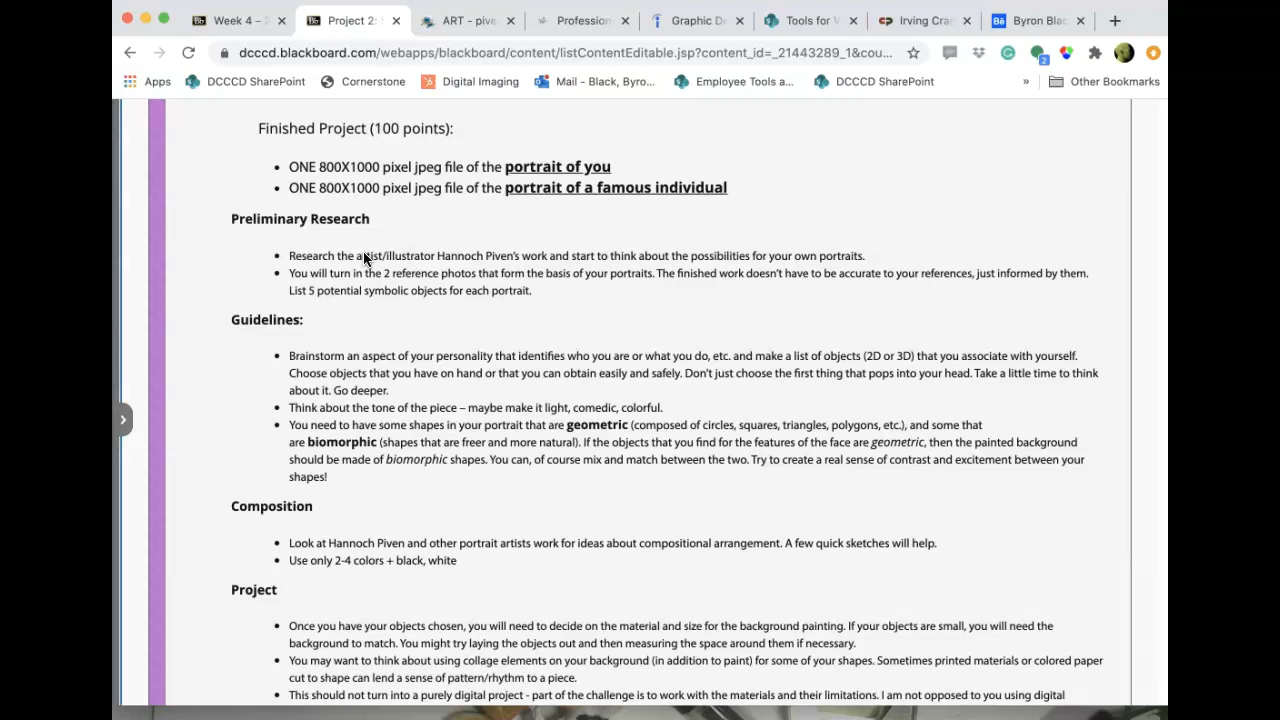 Week 4 – 2
Project 2:
ART - pive
Profession
Graphic D
Tools for V
Irving Cra
Byron Blac
dcccd.blackboard.com/webapps/blackboard/content/listContentEditable.jsp?content_id=_21443289_1&cou...
2
Apps
DCCCD SharePoint
Cornerstone
Digital Imaging
Mail - Black, Byro...
Employee Tools a...
DCCCD SharePoint
»
Other Bookmarks
Finished Project (100 points):
• ONE 800X1000 pixel jpeg file of the portrait of you
• ONE 800X1000 pixel jpeg file of the portrait of a famous individual
Preliminary Research
• Research the artist/illustrator Hannoch Piven's work and start to think about the possibilities for your own portraits.
• You will turn in the 2 reference photos that form the basis of your portraits. The finished work doesn't have to be accurate to your references, just informed by them.
List 5 potential symbolic objects for each portrait.
Guidelines:
• Brainstorm an aspect of your personality that identifies who you are or what you do, etc. and make a list of objects (2D or 3D) that you associate with yourself.
Choose objects that you have on hand or that you can obtain easily and safely. Don't just choose the first thing that pops into your head. Take a little time to think
about it. Go deeper.
• Think about the tone of the piece – maybe make it light, comedic, colorful.
• You need to have some shapes in your portrait that are geometric (composed of circles, squares, triangles, polygons, etc.), and some that
are biomorphic (shapes that are freer and more natural). If the objects that you find for the features of the face are geometric, then the painted background
should be made of biomorphic shapes. You can, of course mix and match between the two. Try to create a real sense of contrast and excitement between your
shapes!
Composition
• Look at Hannoch Piven and other portrait artists work for ideas about compositional arrangement. A few quick sketches will help.
• Use only 2-4 colors + black, white
Project
• Once you have your objects chosen, you will need to decide on the material and size for the background painting. If your objects are small, you will need the
background to match. You might try laying the objects out and then measuring the space around them if necessary.
• You may want to think about using collage elements on your background (in addition to paint) for some of your shapes. Sometimes printed materials or colored paper
cut to shape can lend a sense of pattern/rhythm to a piece.
• This should not turn into a purely digital project - part of the challenge is to work with the materials and their limitations. I am not opposed to you using digital